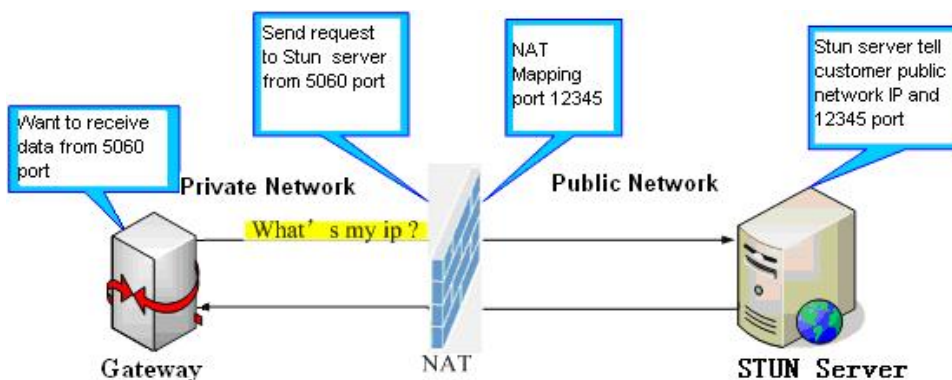 Send request
to Stun server
from 5060 port
NAT
Mapping
port 12345
Stun server tell
customer public
network IP and
12345 port
Want to receive
data from 5060
port
Private Network
Public Network
What's my ip ?
Gateway
NAT
STUN Server